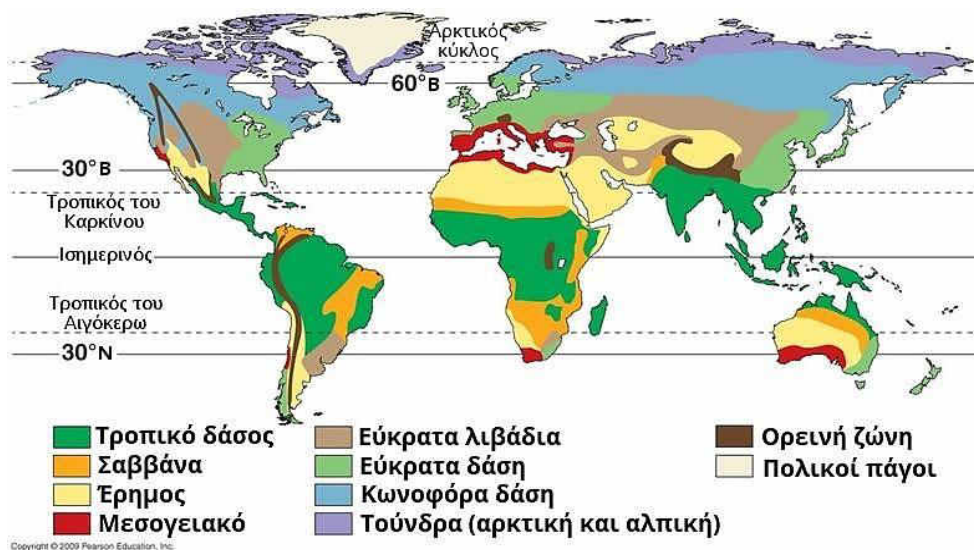 Αρκτικός
κύκλος
60°Β
30°Β
Τροπικός του
Καρκίνου
Ισημερινός
Τροπικός του
Αιγόκερω
30°Ν
Τροπικό δάσος
Σαββάνα
Έρημος
Μεσογειακό
Εύκρατα λιβάδια
Εύκρατα δάση
Κωνοφόρα δάση
Τούνδρα (αρκτική και αλπική)
Ορεινή ζώνη
Πολικοί πάγοι
Copyright © 2009 Pearson Education, Inc.